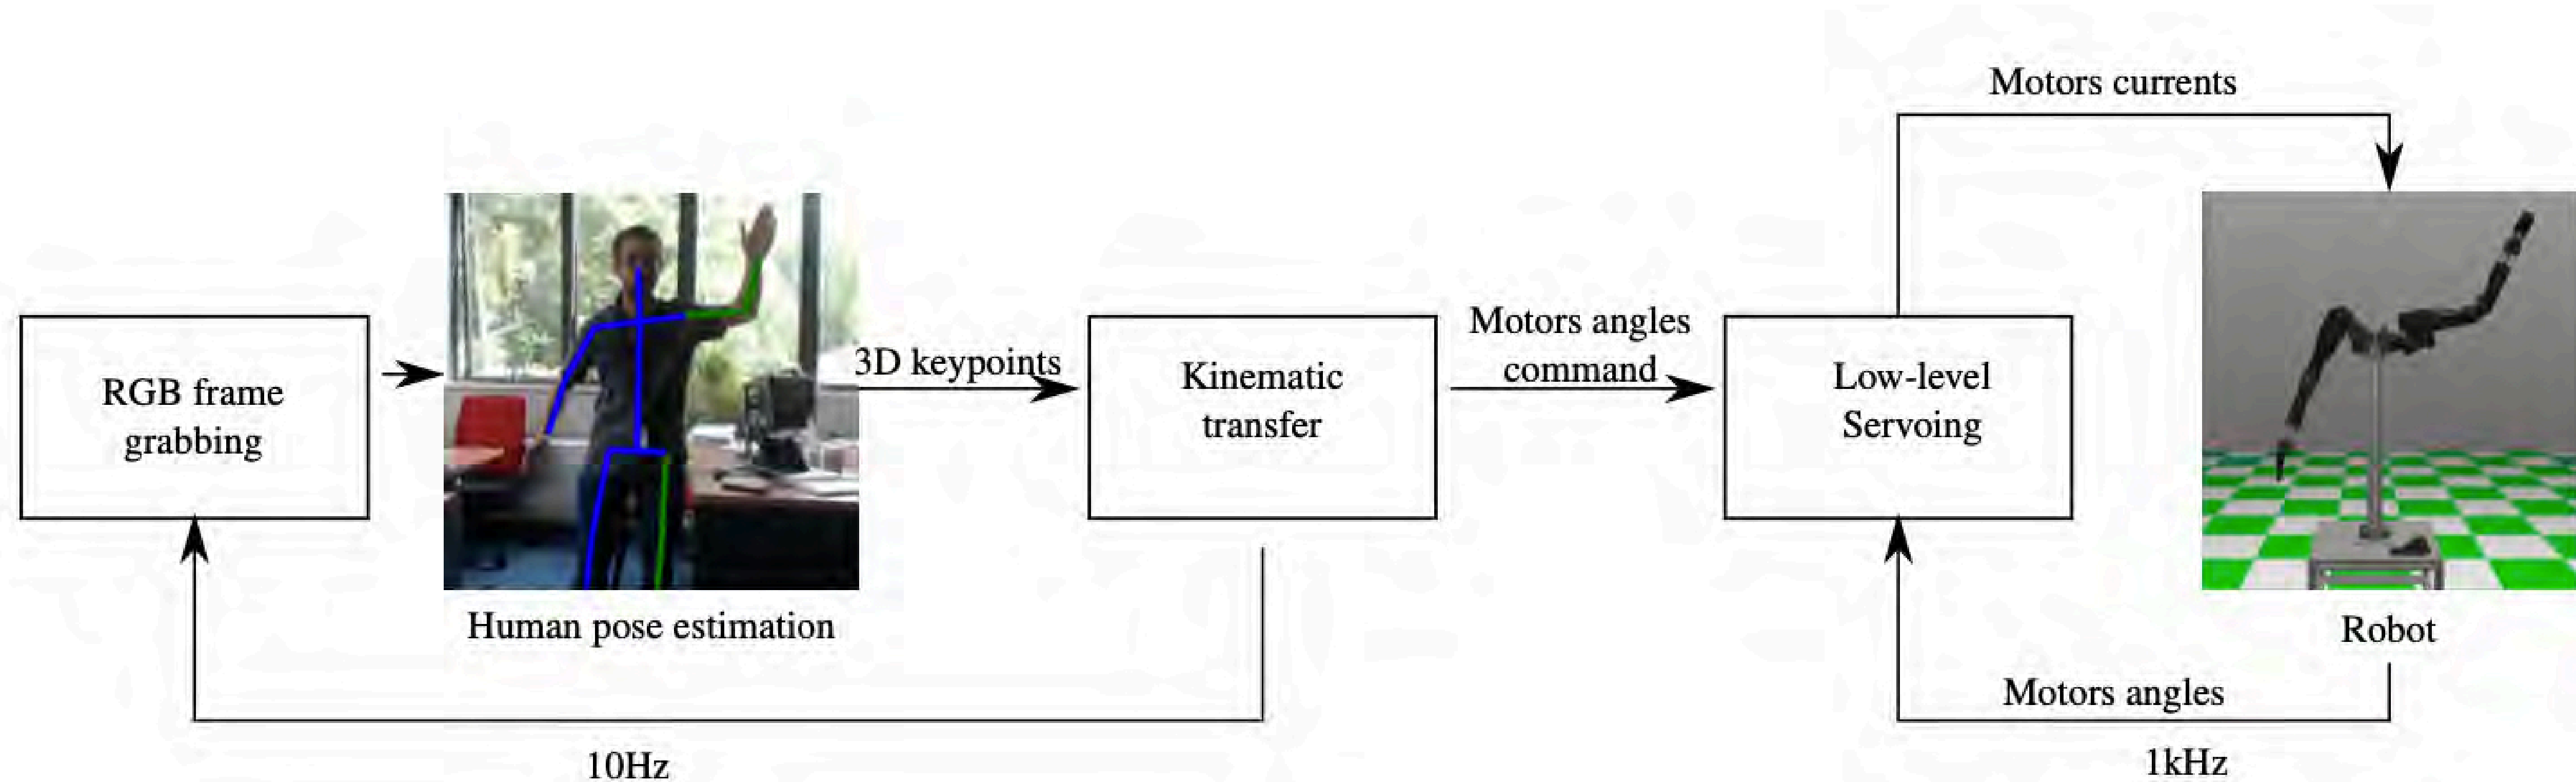 Motors currents
RGB frame
grabbing
Human pose estimation
3D keypoints
Kinematic
transfer
Motors angles
command
Low-level
Servoing
Robot
Motors angles
10Hz
1kHz